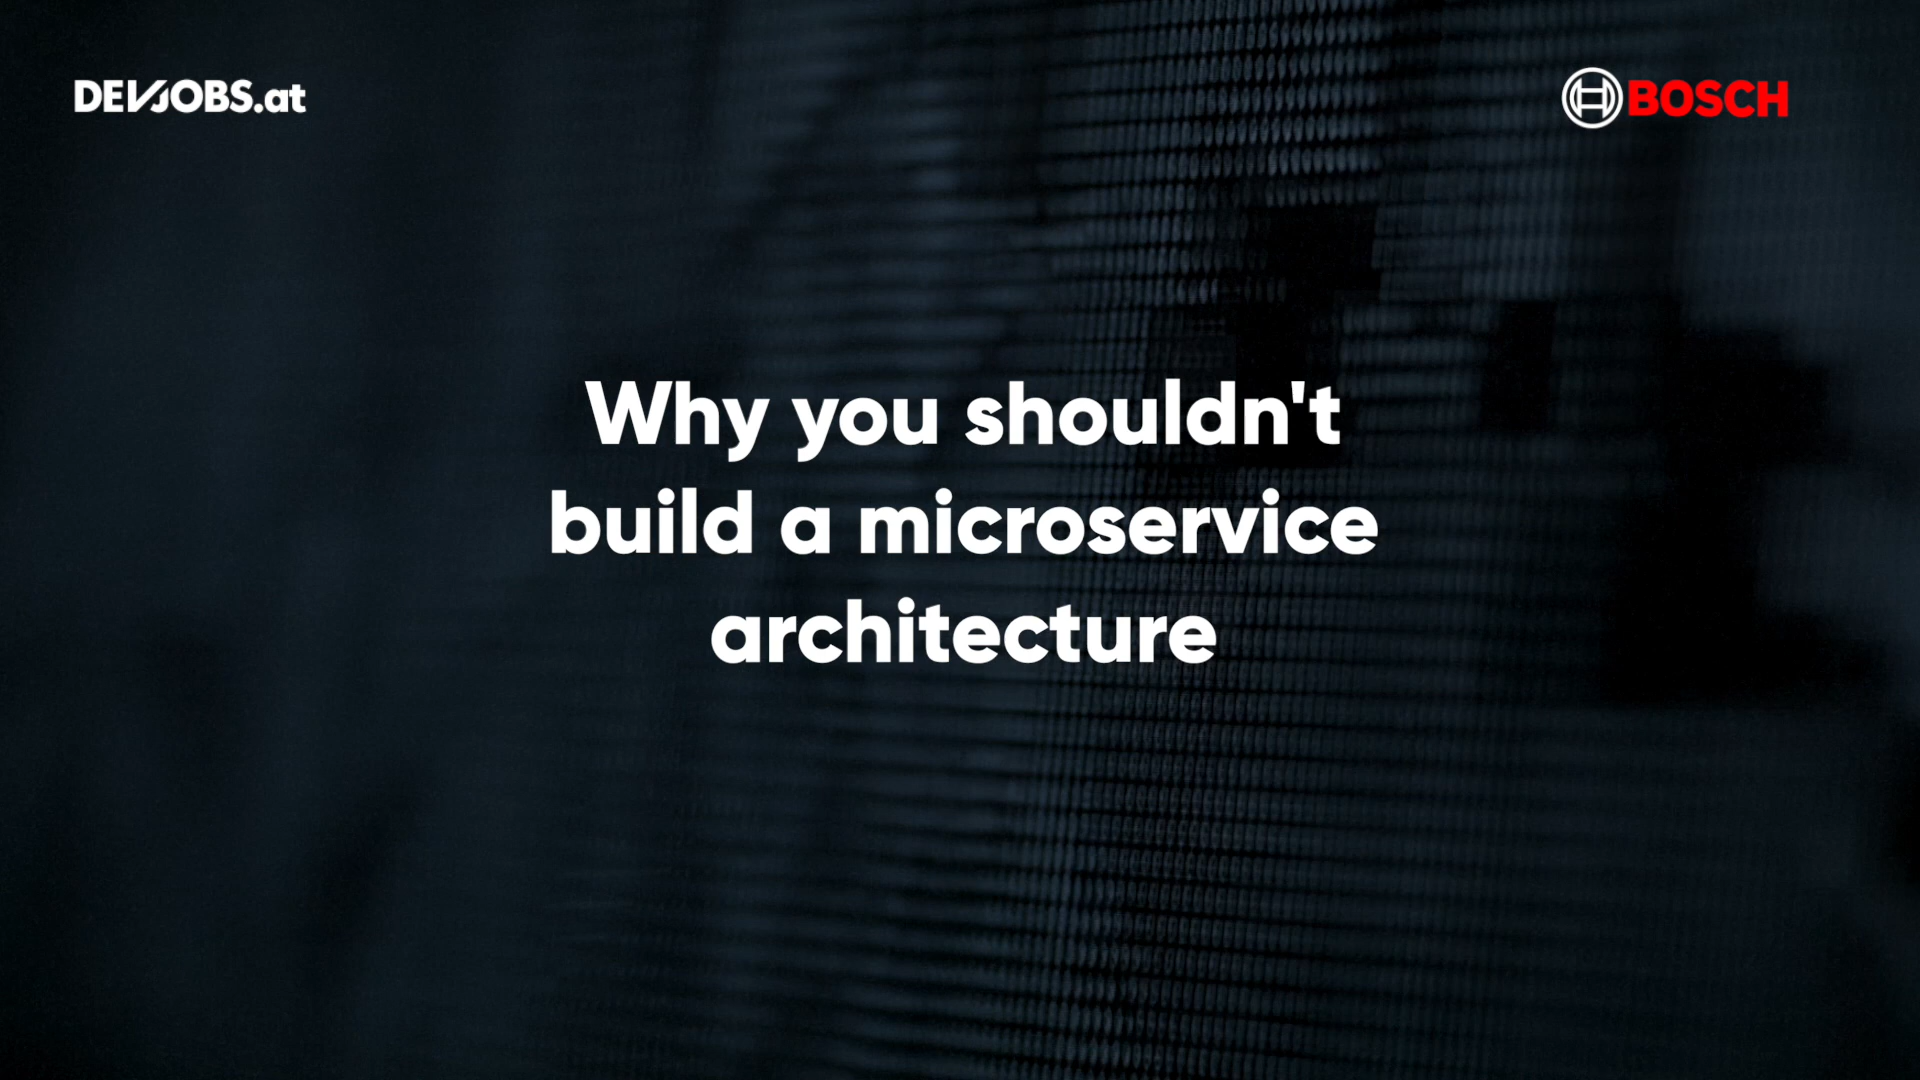 DEVJOBS.at
BOSCH
Why you shouldn't
build a microservice
architecture